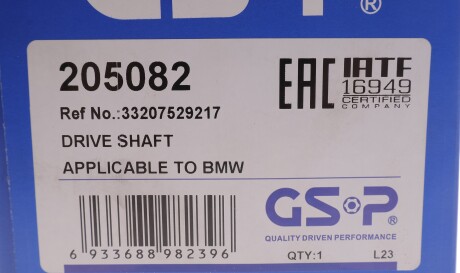 GSP®
205082
EAC IATF
16949
CERTIFIED
COMPANY
Ref No.:33207529217
DRIVE SHAFT
APPLICABLE TO BMW
GSP®
QUALITY DRIVEN PERFORMANCE
6 933688 982396
QTY:1 L23